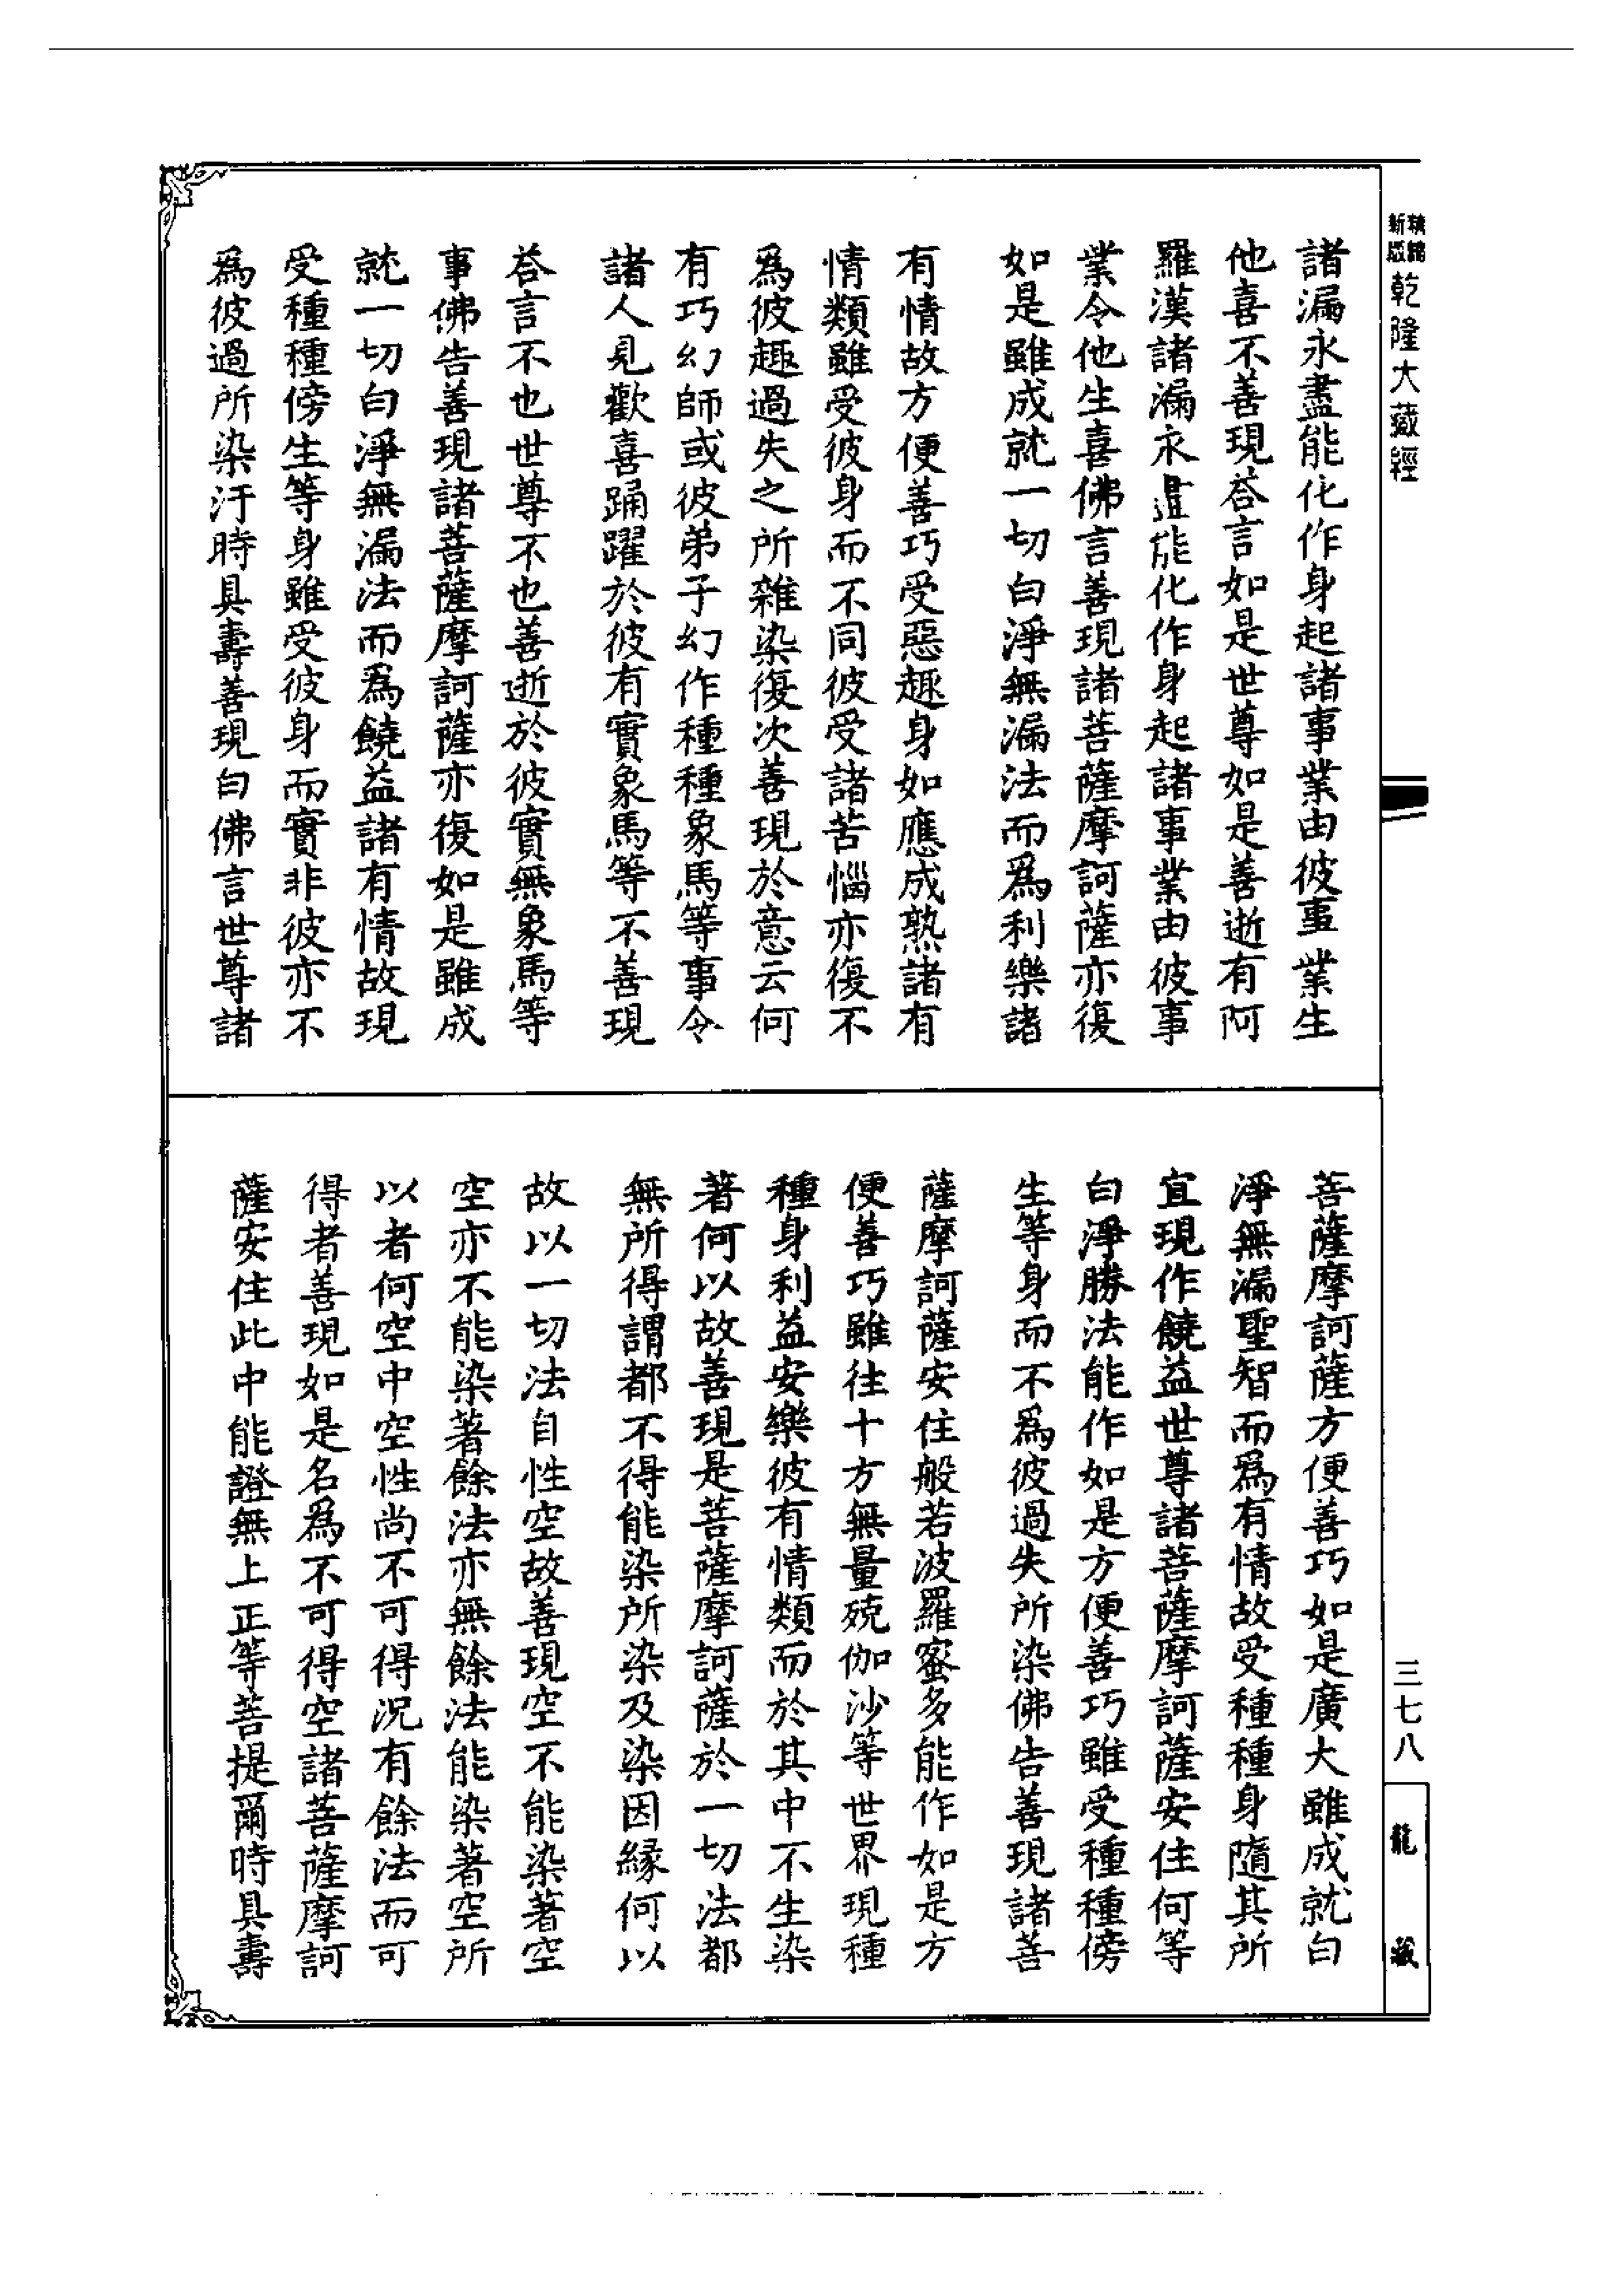 新編縮版乾隆大藏經
諸漏永盡能化作身起諸事業由彼事業生
他喜不善現荅言如是世尊如是善逝有阿
羅漢諸漏永盡能化作身起諸事業由彼事
業令他生喜佛言善現諸菩薩摩訶薩亦復
如是雖成就一切白淨無漏法而爲利樂諸
有情故方便善巧受惡趣身如應成熟諸有
情類雖受彼身而不同彼受諸苦惱亦復不
爲彼趣過失之所雜染復次善現於意云何
有巧幻師或彼弟子幻作種種象馬等事令
諸人見歡喜踊躍於彼有實象馬等不善現
荅言不也世尊不也善逝於彼實無象馬等
事佛告善現諸菩薩摩訶薩亦復如是雖成
就一切白淨無漏法而爲饒益諸有情故現
受種種傍生等身雖受彼身而實非彼亦不
爲彼過所染汙時具壽善現白佛言世尊諸
菩薩摩訶薩方便善巧如是廣大雖成就白
淨無漏聖智而爲有情故受種種身隨其所
宜現作饒益世尊諸菩薩摩訶薩安住何等
白淨勝法能作如是方便善巧雖受種種傍
生等身而不爲彼過失所染佛告善現諸菩
薩摩訶薩安住般若波羅蜜多能作如是方
便善巧雖往十方無量殑伽沙等世界現種
種身利益安樂彼有情類而於其中不生染
著何以故善現是菩薩摩訶薩於一切法都
無所得謂都不得能染所染及染因緣何以
故以一切法自性空故善現空不能染著空
空亦不能染著餘法亦無餘法能染著空所
以者何空中空性尚不可得況有餘法而可
得者善現如是名爲不可得空諸菩薩摩訶
薩安住此中能證無上正等菩提爾時具壽
三七八
龍藏